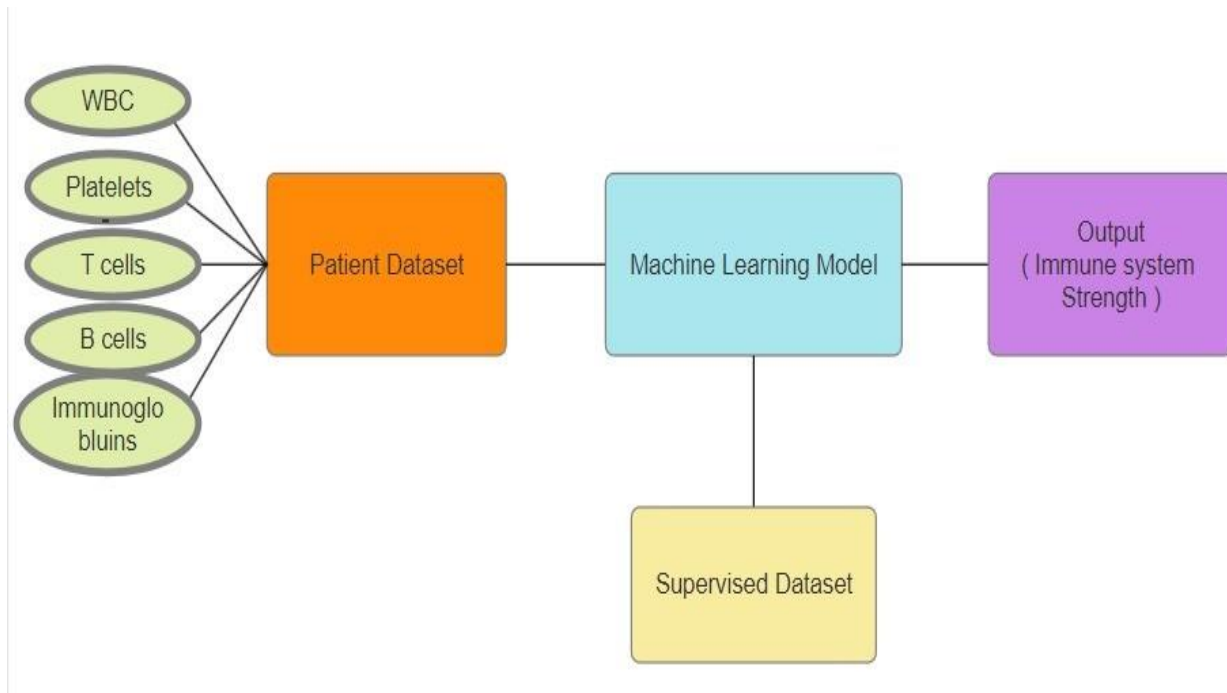 WBC
Platelets
T cells
B cells
Immunoglo
bluins
Patient Dataset
Machine Learning Model
Output
( Immune system
Strength )
Supervised Dataset